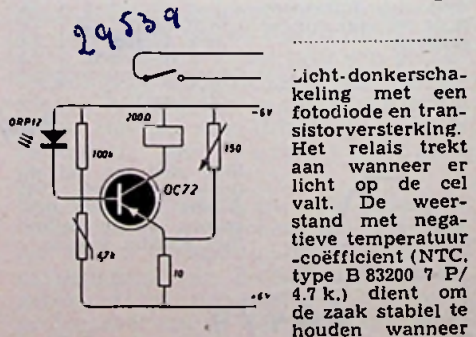 29539
-6V
ORP12
200Ω
100k
150
OC72
4,7k
10
+6V
Licht-donkerscha-
keling met een
fotodiode en tran-
sistorversterking.
Het relais trekt
aan wanneer er
licht op de cel
valt. De weer-
stand met nega-
tieve temperatuur
-coëfficient (NTC,
type B 83200 7 P/
4.7 k.) dient om
de zaak stabiel te
houden wanneer